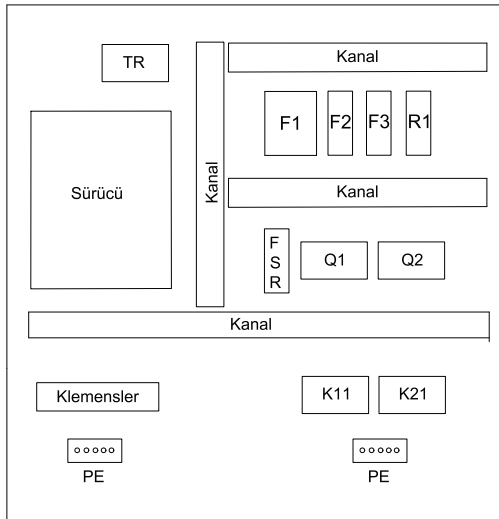 TR
Kanal
F1 F2 F3 R1
Kanal
Sürücü
Kanal
F
S
R
Q1 Q2
Kanal
Klemensler
K11 K21
PE
PE